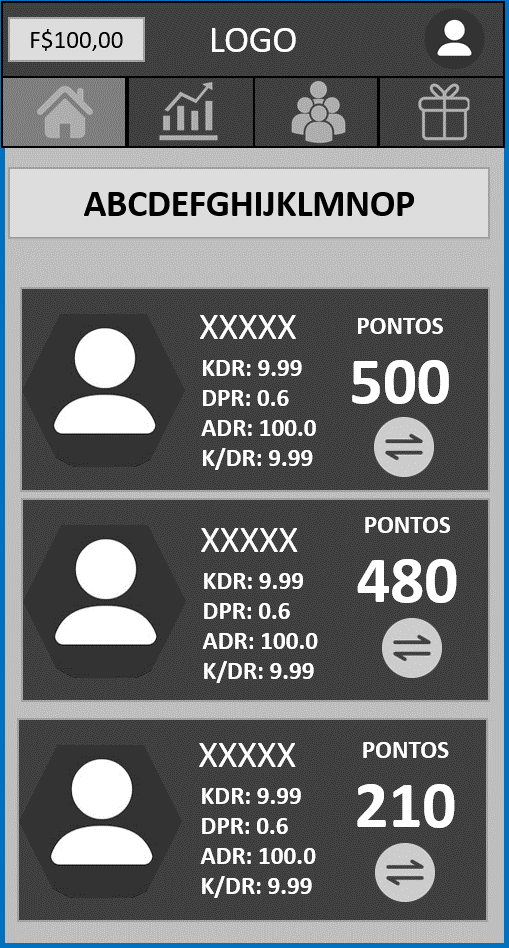 F$100,00
LOGO
ABCDEFGHIJKLMNOP
XXXXX
KDR: 9.99
DPR: 0.6
ADR: 100.0
K/DR: 9.99
PONTOS
500
XXXXX
KDR: 9.99
DPR: 0.6
ADR: 100.0
K/DR: 9.99
PONTOS
480
XXXXX
KDR: 9.99
DPR: 0.6
ADR: 100.0
K/DR: 9.99
PONTOS
210